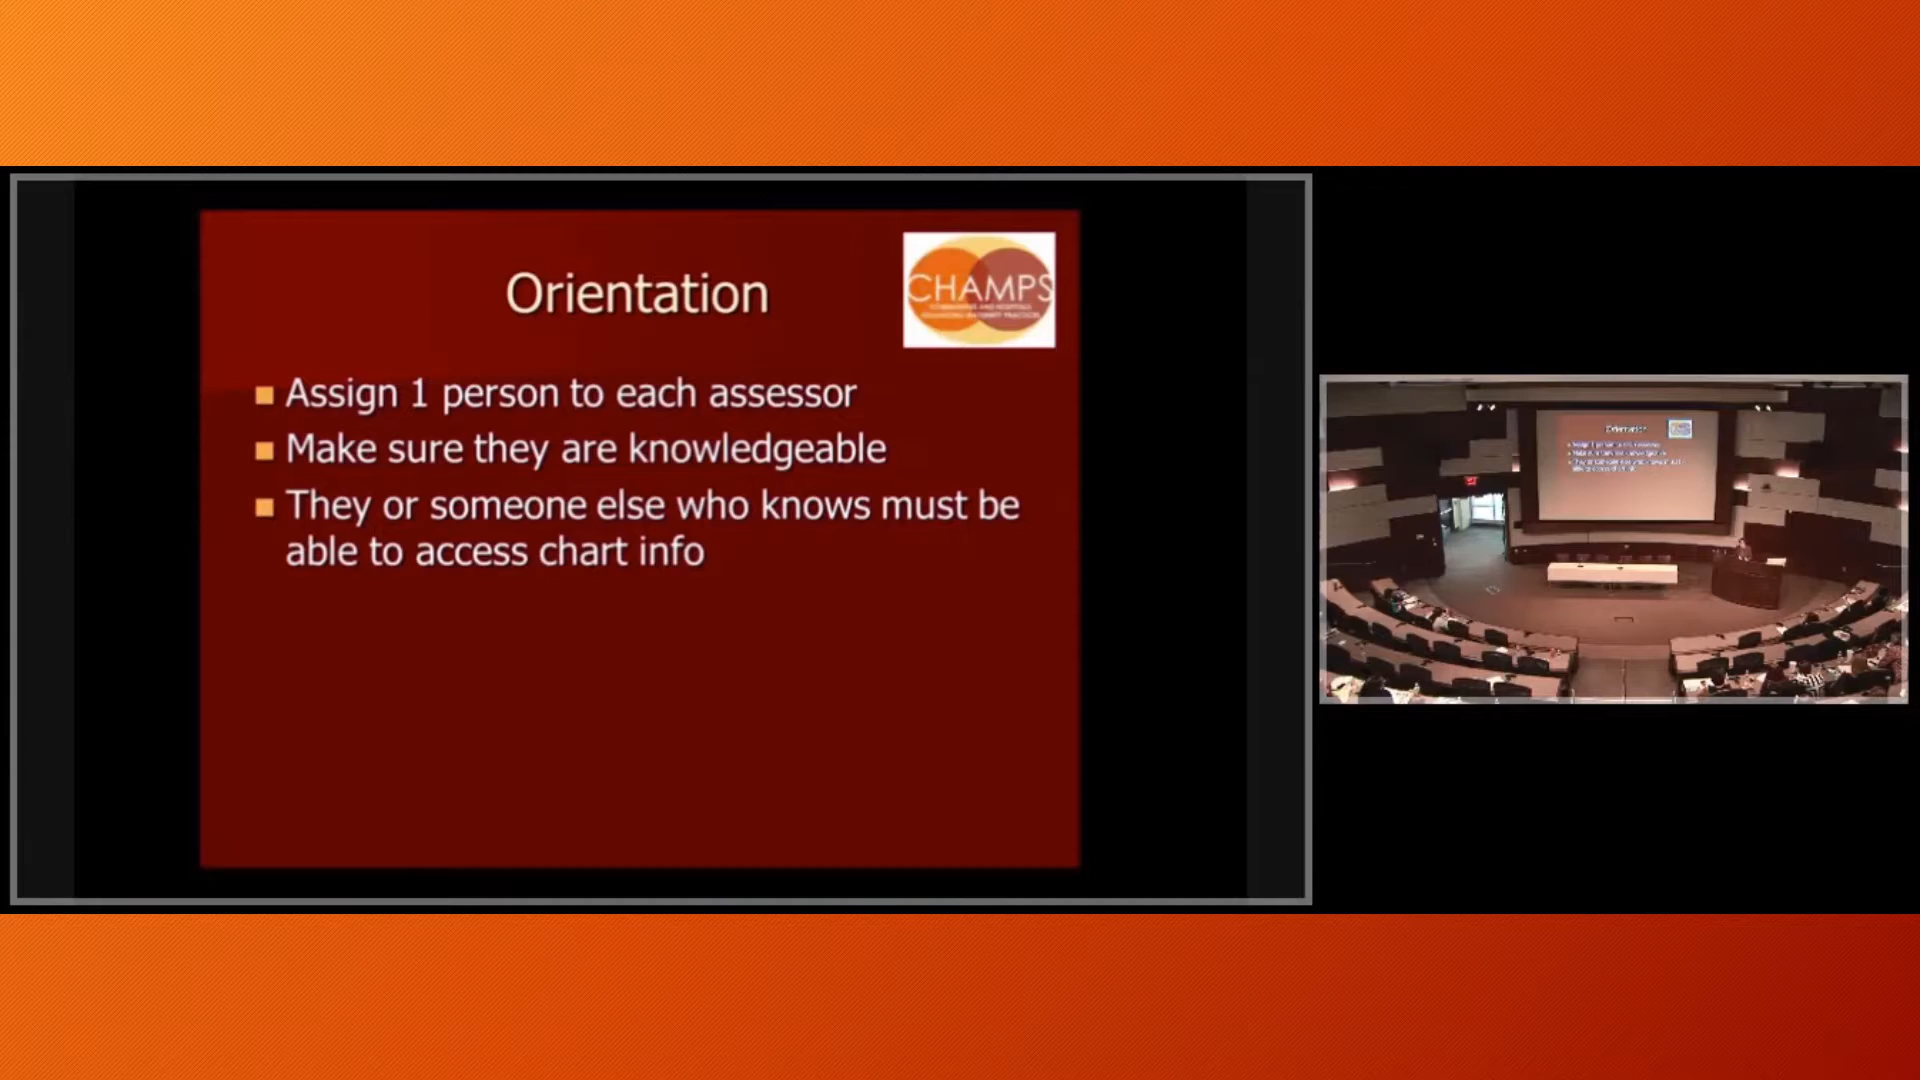 Orientation
CHAMPS
Assign 1 person to each assessor
Make sure they are knowledgeable
They or someone else who knows must be
able to access chart info
Orientation